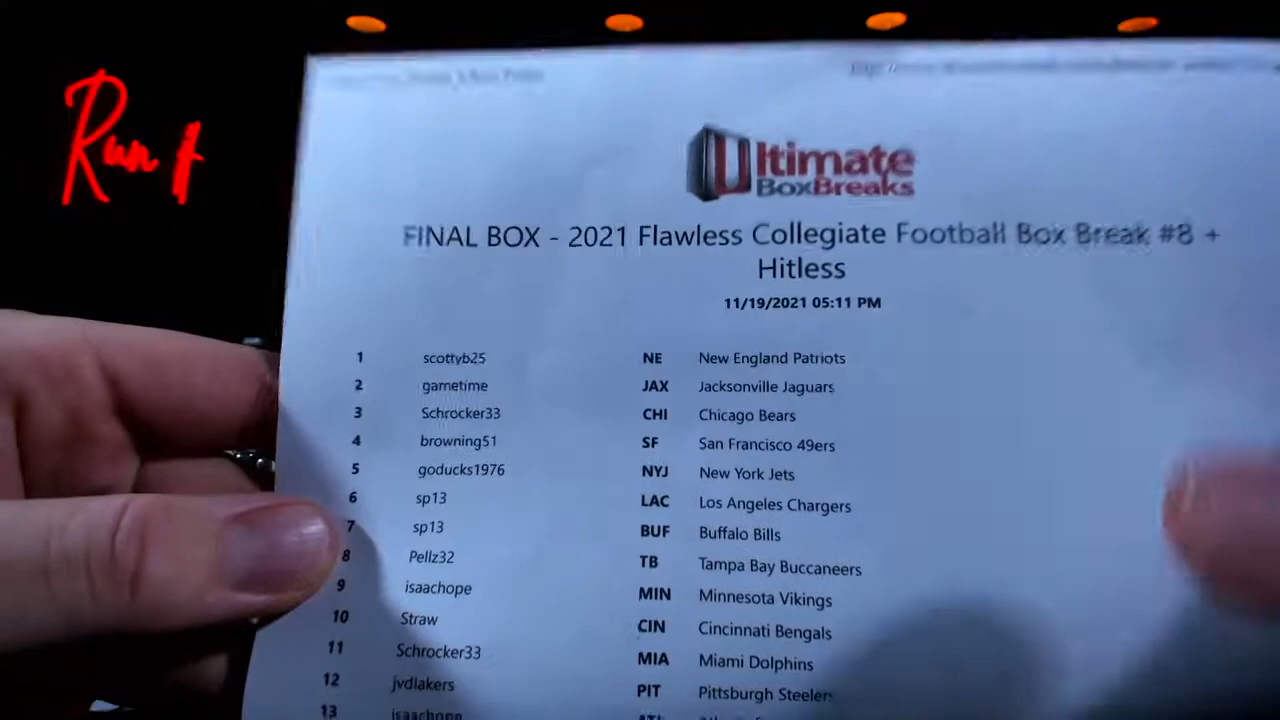 Run
Ultimate
BoxBreaks
FINAL BOX - 2021 Flawless Collegiate Football Box Break #8 +
Hitless
11/19/2021 05:11 PM
1 scottyb25 NE New England Patriots
2 gametime JAX Jacksonville Jaguars
3 Schrocker33 CHI Chicago Bears
4 browning51 SF San Francisco 49ers
5 goducks1976 NYJ New York Jets
6 sp13 LAC Los Angeles Chargers
7 sp13 BUF Buffalo Bills
8 Pellz32 TB Tampa Bay Buccaneers
9 isaachope MIN Minnesota Vikings
10 Straw CIN Cincinnati Bengals
11 Schrocker33 MIA Miami Dolphins
12 jvdlakers PIT Pittsburgh Steelers
13